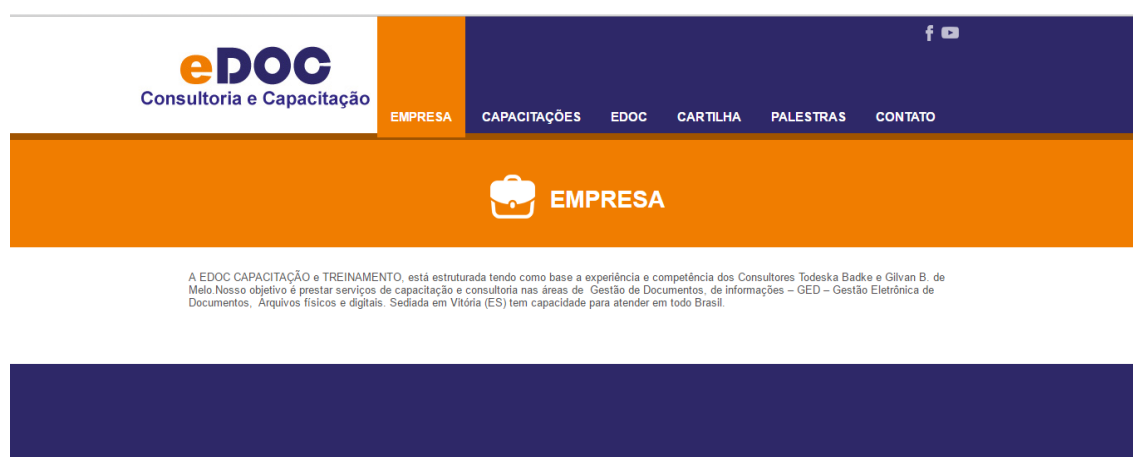 eDOC
Consultoria e Capacitação
EMPRESA CAPACITAÇÕES EDOC CARTILHA PALESTRAS CONTATO
EMPRESA
A EDOC CAPACITAÇÃO e TREINAMENTO, está estruturada tendo como base a experiência e competência dos Consultores Todeska Badke e Gilvan B. de
Melo.Nosso objetivo é prestar serviços de capacitação e consultoria nas áreas de Gestão de Documentos, de informações – GED – Gestão Eletrônica de
Documentos, Arquivos físicos e digitais. Sediada em Vitória (ES) tem capacidade para atender em todo Brasil.